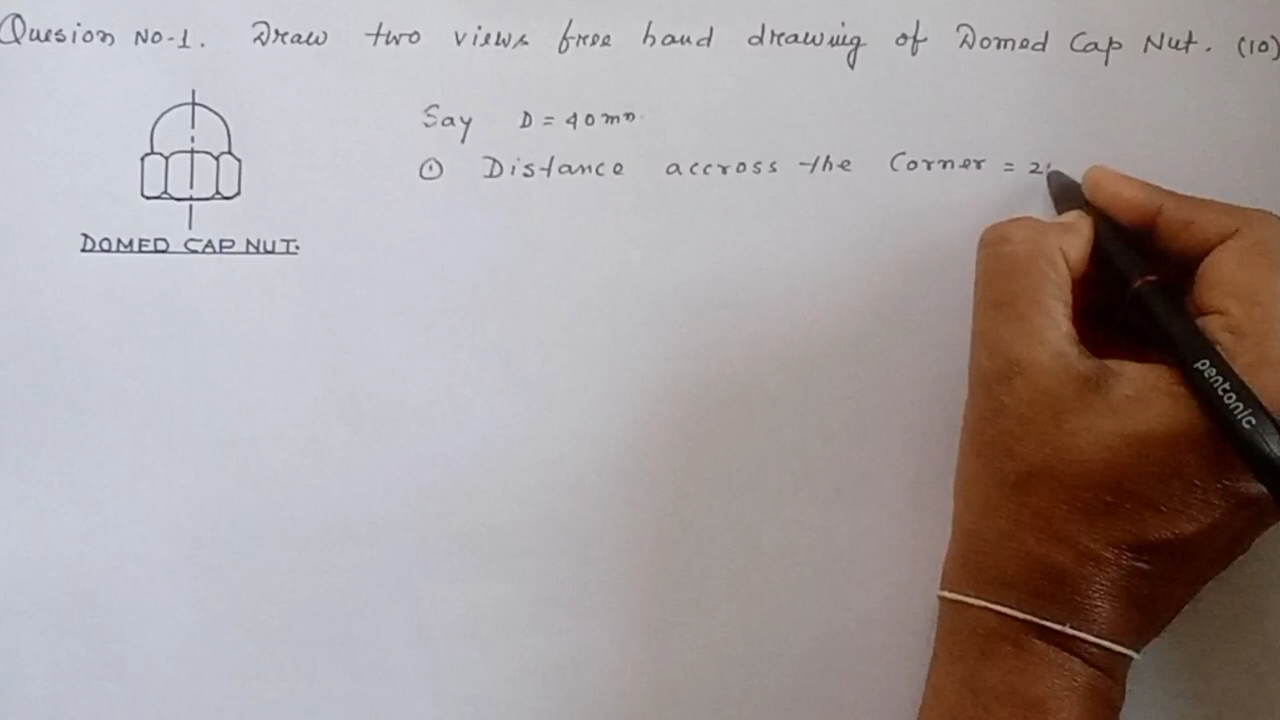 Quesion NO-1. Draw two views free hand drawing of Domed Cap Nut. (10)
Say D = 40mm
① Distance accross the Corner = 2
DOMED CAP NUT.
pentonic